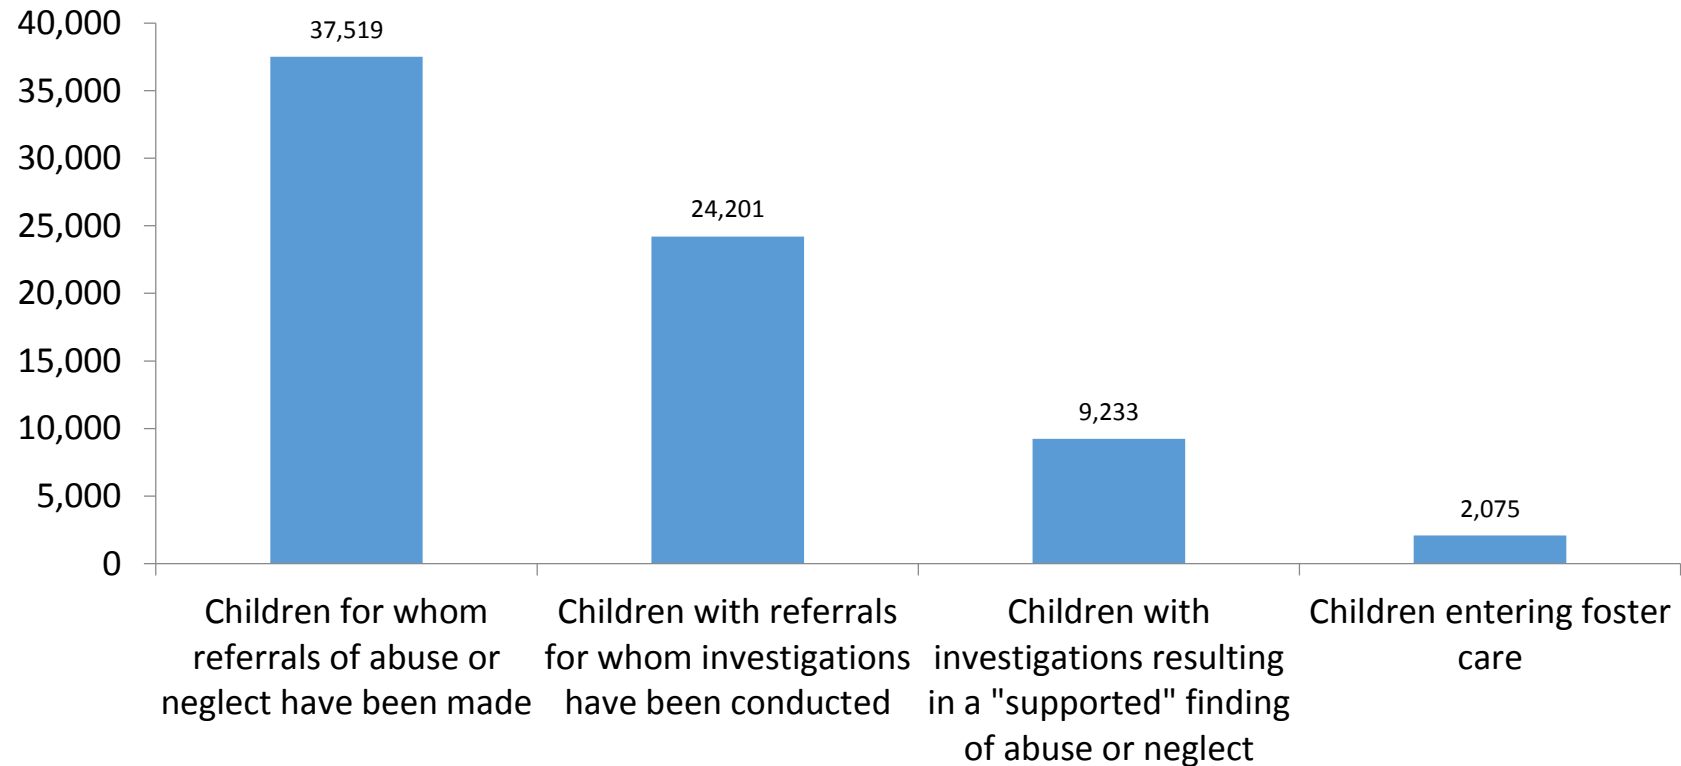 40,000
35,000
30,000
25,000
20,000
15,000
10,000
5,000
0
37,519
24,201
9,233
2,075
Children for whom
referrals of abuse or
neglect have been made
Children with referrals
for whom investigations
have been conducted
Children with
investigations resulting
in a "supported" finding
of abuse or neglect
Children entering foster
care